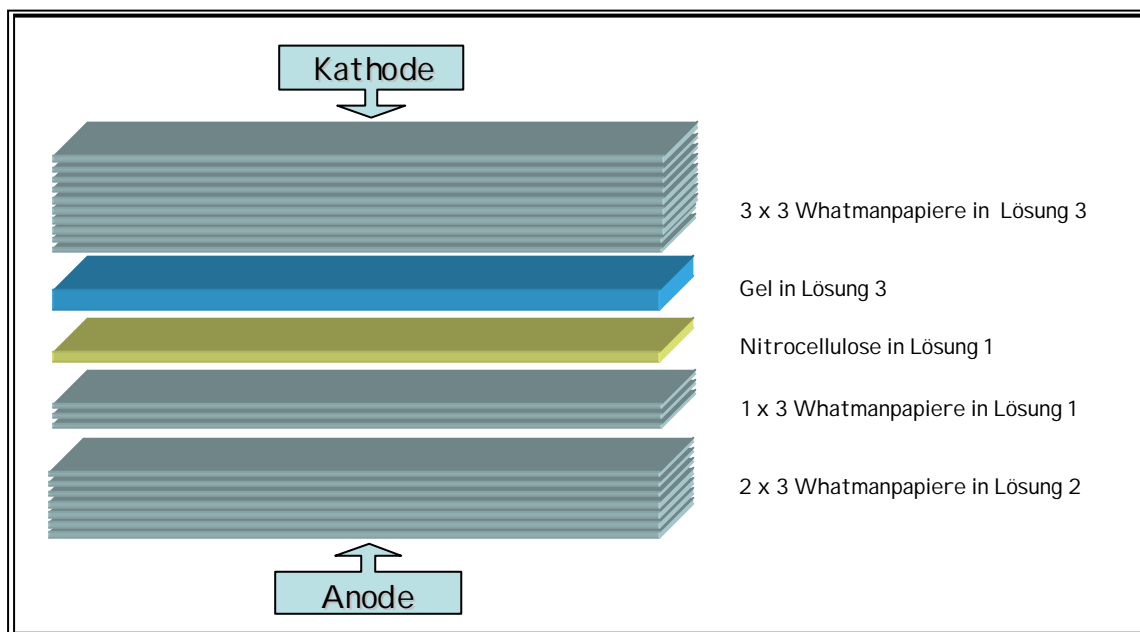 Kathode
3 x 3 Whatmanpapiere in Lösung 3
Gel in Lösung 3
Nitrocellulose in Lösung 1
1 x 3 Whatmanpapiere in Lösung 1
2 x 3 Whatmanpapiere in Lösung 2
Anode